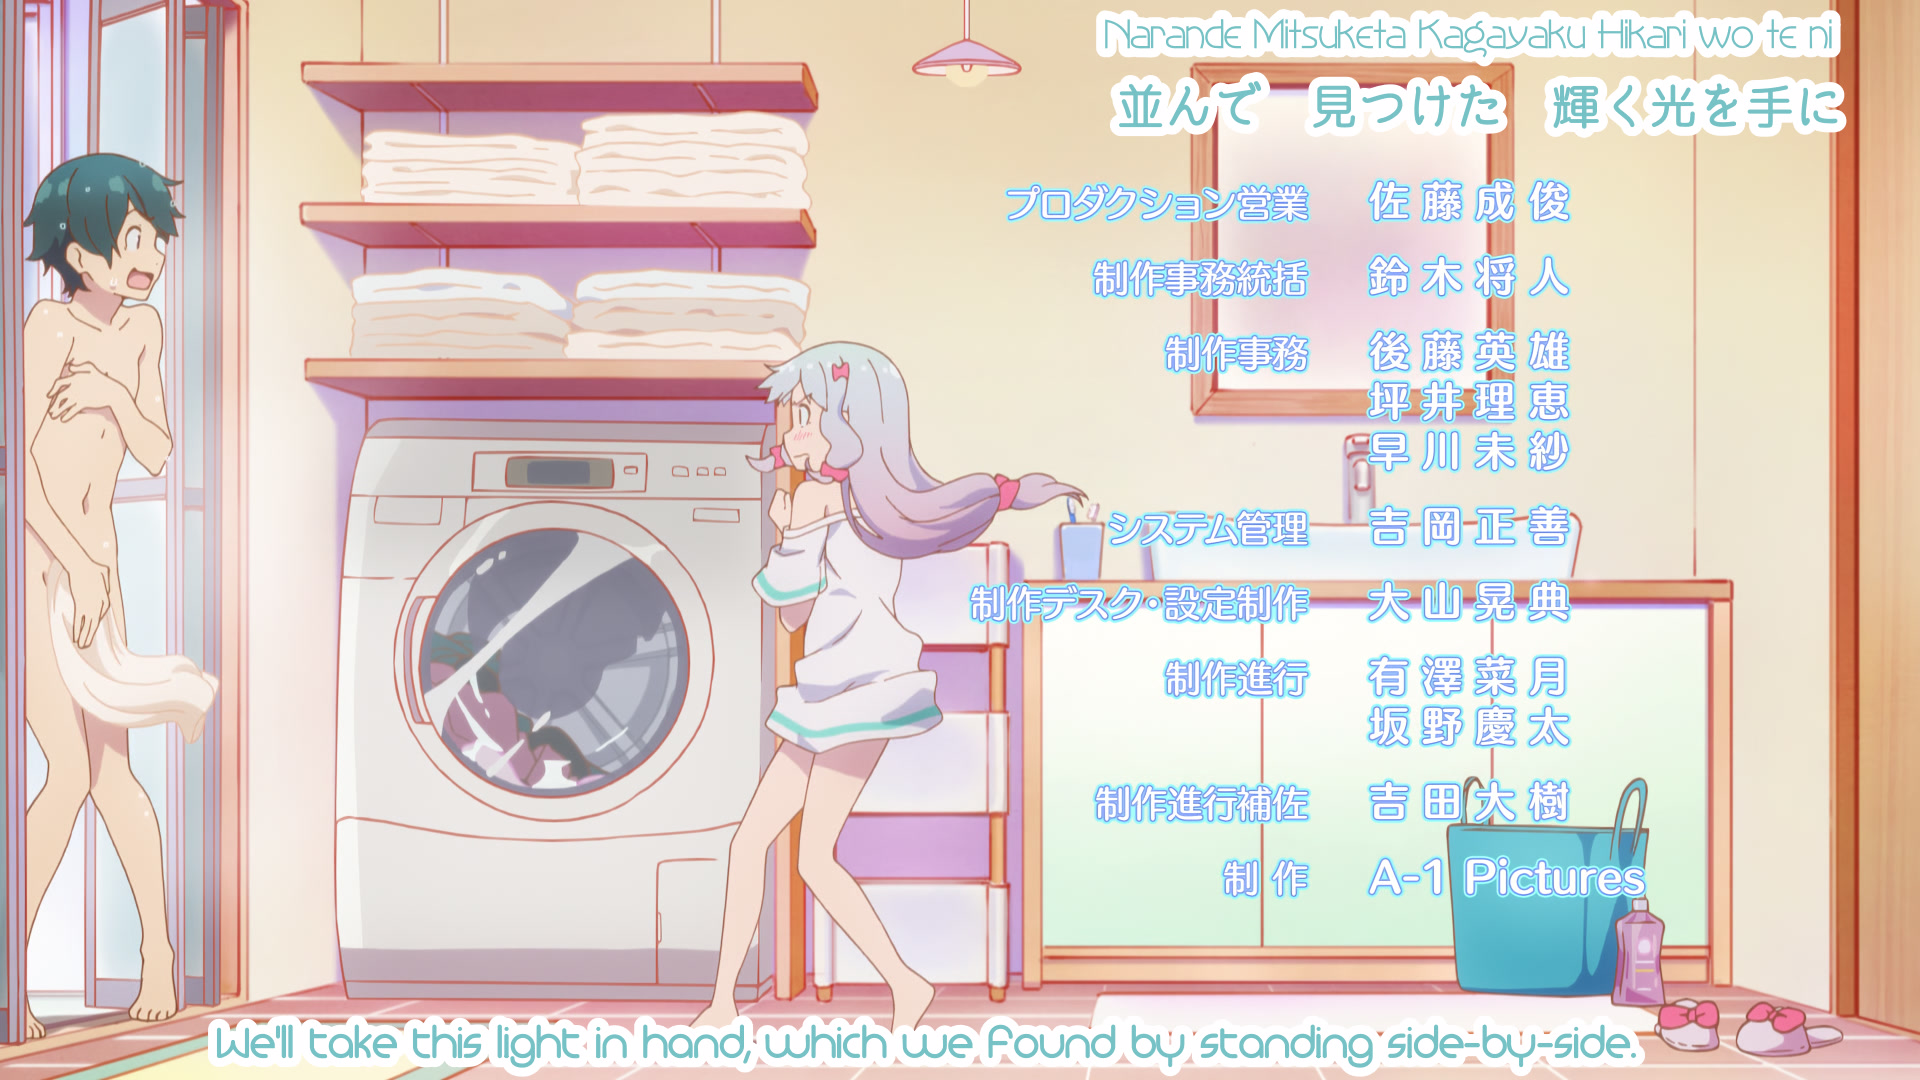 Narande Mitsuketa Kagayaku Hikari wo te ni
並んで　見つけた　輝く光を手に
プロダクション営業　佐藤成俊
制作事務統括　鈴木将人
制作事務　後藤英雄
坪井理恵
早川未紗
システム管理　吉岡正善
制作デスク・設定制作　大山晃典
制作進行　有澤菜月
坂野慶太
制作進行補佐　吉田大樹
制作　A-1 Pictures
We'll take this light in hand, which we found by standing side-by-side.